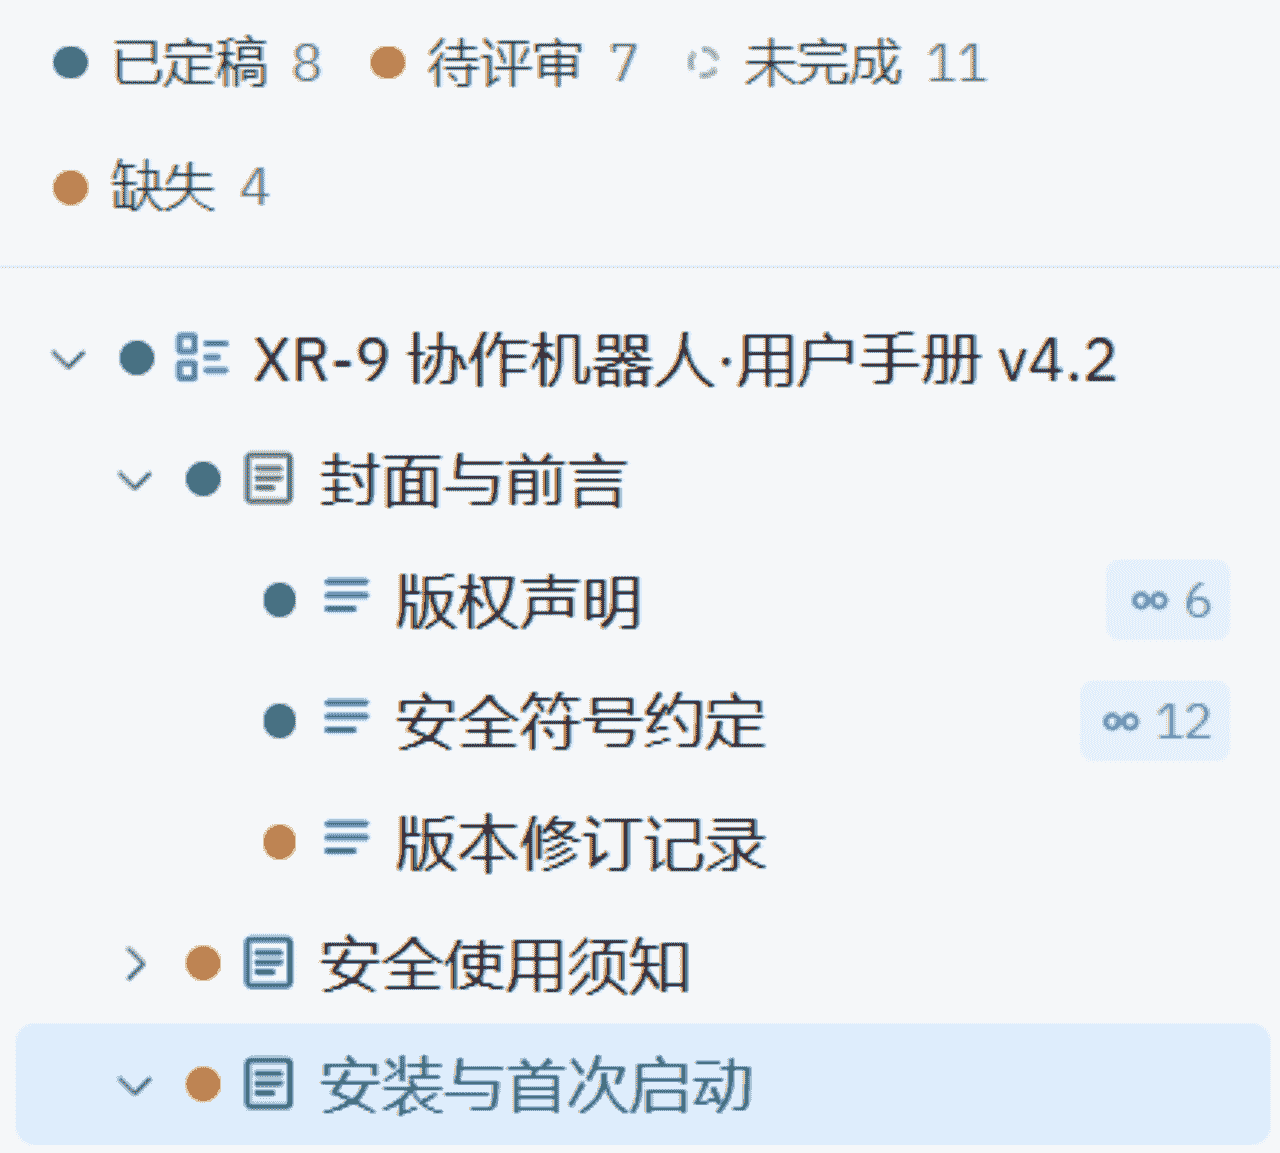 已定稿 8 待评审 7 未完成 11
缺失 4
XR-9 协作机器人·用户手册 v4.2
封面与前言
版权声明 6
安全符号约定 12
版本修订记录
安全使用须知
安装与首次启动